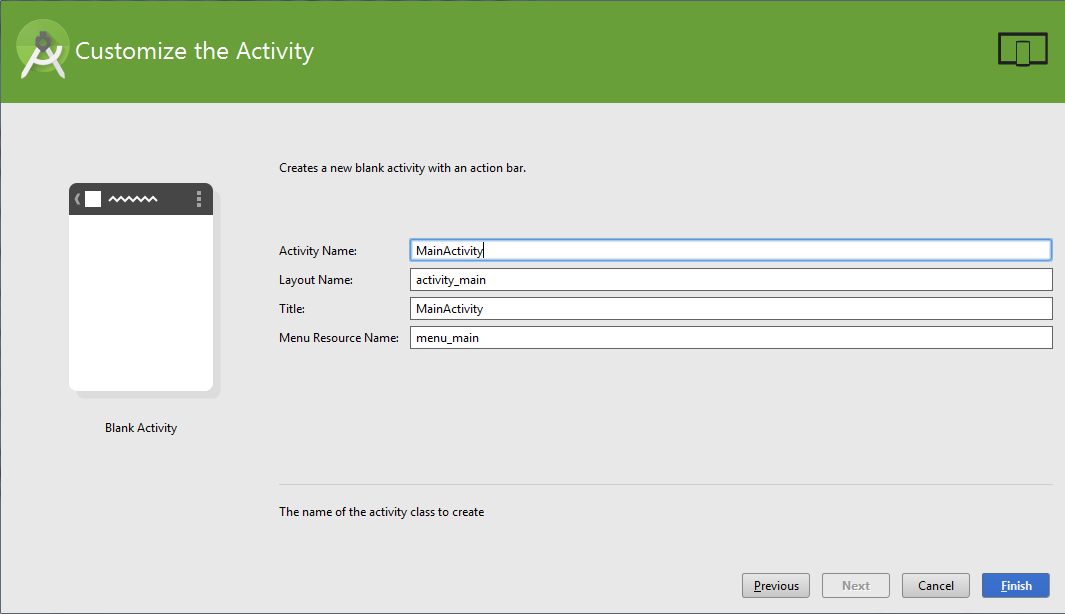 Customize the Activity
Creates a new blank activity with an action bar.
Activity Name: MainActivity
Layout Name: activity_main
Title: MainActivity
Menu Resource Name: menu_main
Blank Activity
The name of the activity class to create
Previous Next Cancel Finish